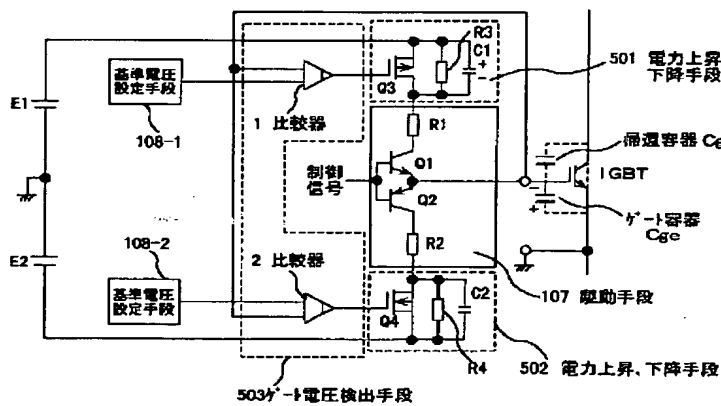 R3
C1
+
-
501 電力上昇
下降手段
基準電圧
設定手段
Q3
E1
108-1
1 比較器
R1
帰還容器 Cg
制御
信号
Q1
Q2
IGBT
-
+
ゲート容器
Cge
E2
108-2
2 比較器
R2
107 駆動手段
基準電圧
設定手段
C2
Q4
R4
502 電力上昇、下降手段
503ゲート電圧検出手段